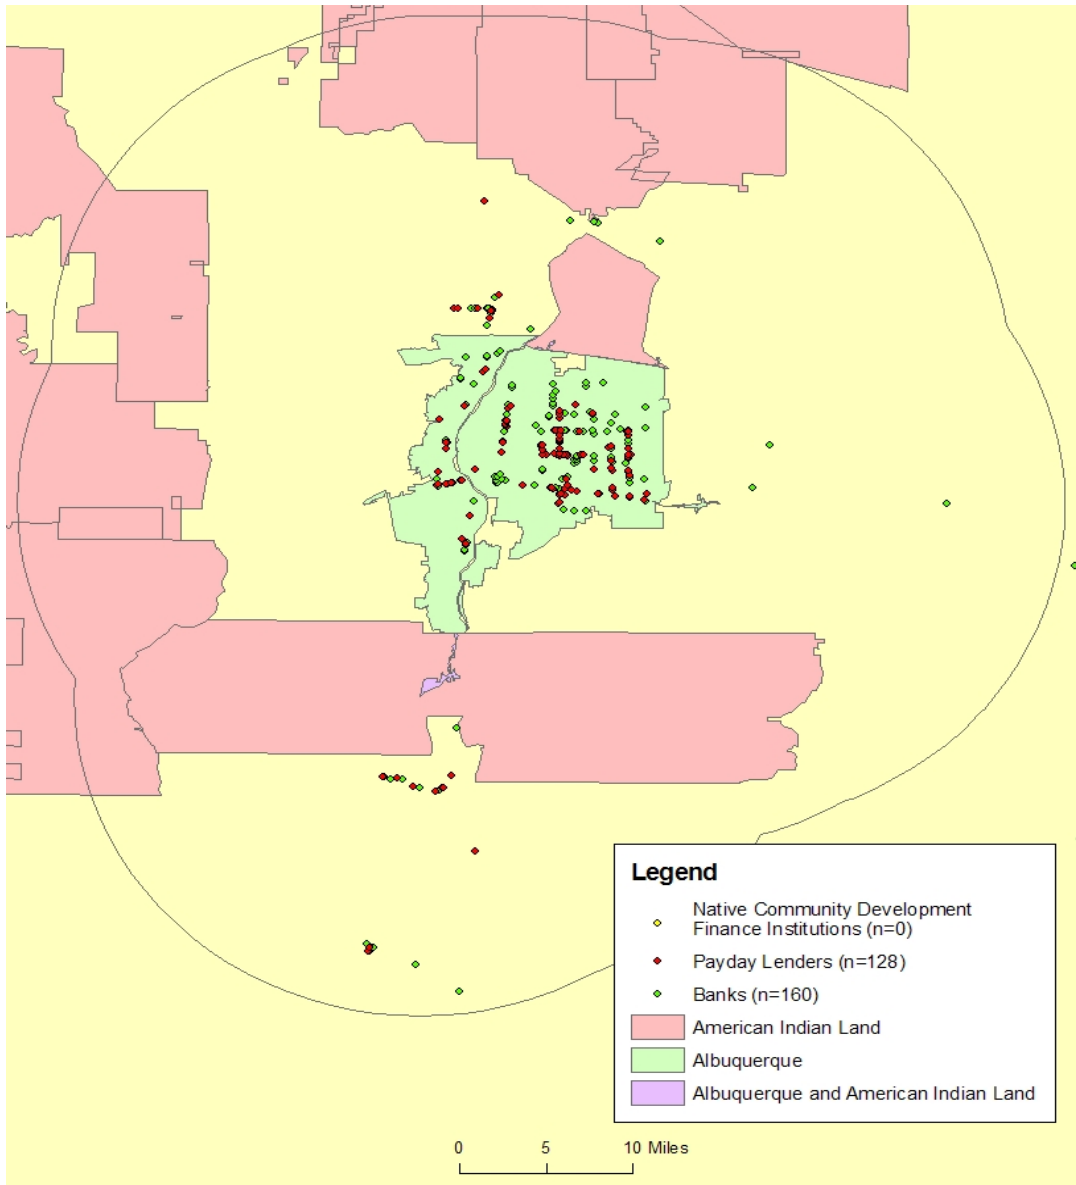 Legend
Native Community Development
Finance Institutions (n=0)
Payday Lenders (n=128)
Banks (n=160)
American Indian Land
Albuquerque
Albuquerque and American Indian Land
0 5 10 Miles